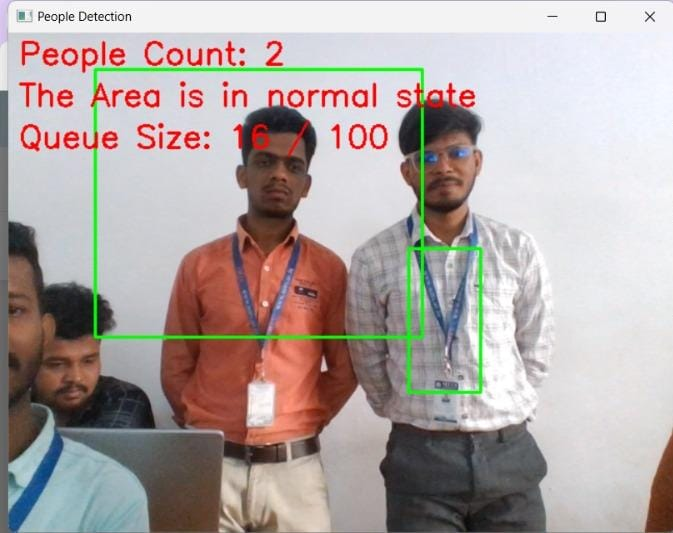 People Detection
People Count: 2
The Area is in normal state
Queue Size: 16 / 100